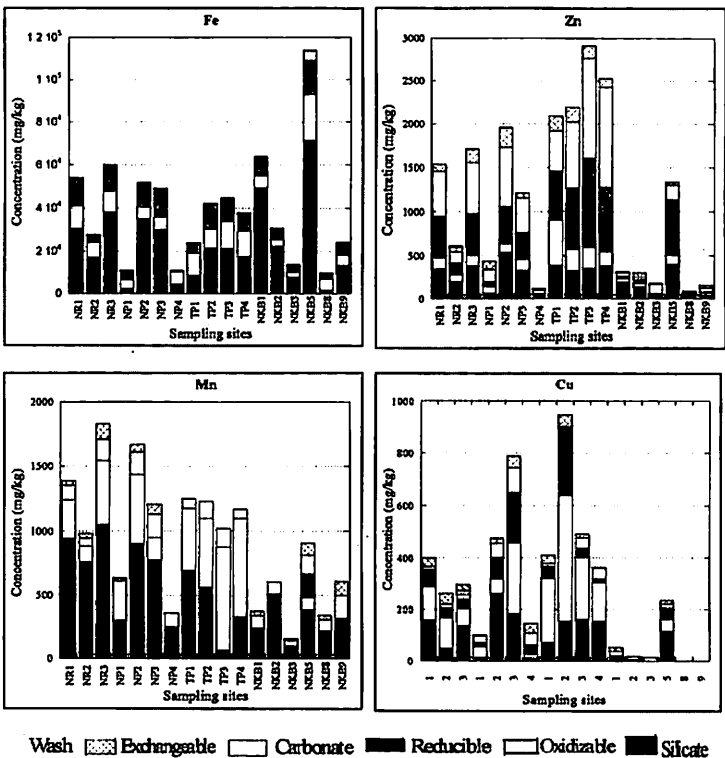 Fe
Concentration (mg/kg)
1 2 10⁵
1 10⁵
8 10⁴
6 10⁴
4 10⁴
2 10⁴
0
NR1 NR2 NR3 NP1 NP2 NP3 NP4 TP1 TP2 TP3 TP4 NKB1 NKB2 NKB3 NKB5 NKB8 NKB9
Sampling sites
Zn
Concentration (mg/kg)
3000
2500
2000
1500
1000
500
0
NR1 NR2 NR3 NP1 NP2 NP3 NP4 TP1 TP2 TP3 TP4 NKB1 NKB2 NKB3 NKB5 NKB8 NKB9
Sampling sites
Mn
Concentration (mg/kg)
2000
1500
1000
500
0
NR1 NR2 NR3 NP1 NP2 NP3 NP4 TP1 TP2 TP3 TP4 NKB1 NKB2 NKB3 NKB5 NKB8 NKB9
Sampling sites
Cu
Concentration (mg/kg)
1000
800
600
400
200
0
1 2 3 1 2 3 4 1 2 3 4 1 2 3 5 8 9
Sampling sites
Wash Exchangeable Carbonate Reducible Oxidizable Silicate